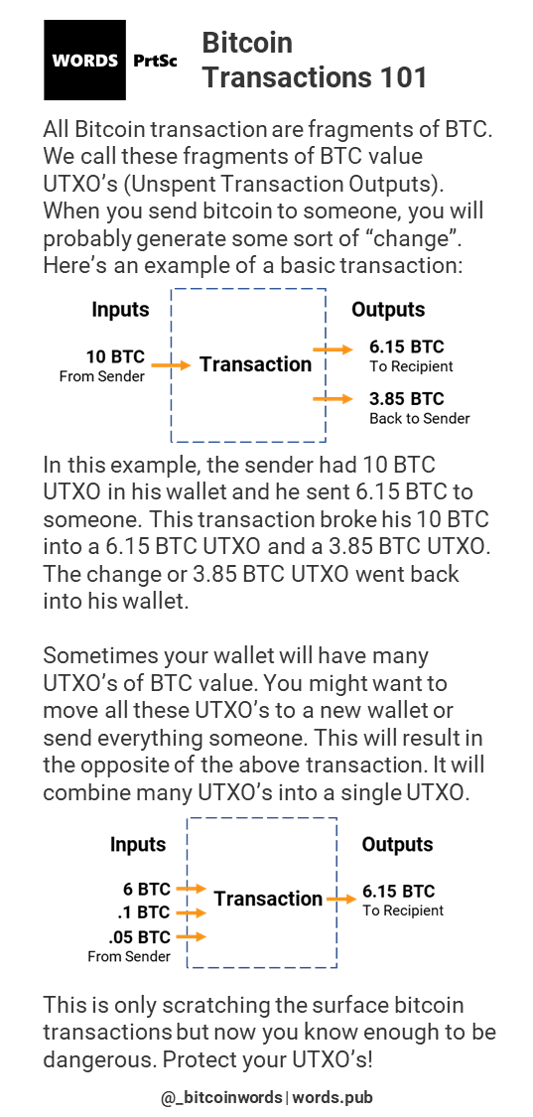 WORDS PrtSc
Bitcoin
Transactions 101
All Bitcoin transaction are fragments of BTC.
We call these fragments of BTC value
UTXO's (Unspent Transaction Outputs).
When you send bitcoin to someone, you will
probably generate some sort of “change”.
Here's an example of a basic transaction:
Inputs
Outputs
10 BTC
From Sender
Transaction
6.15 BTC
To Recipient
3.85 BTC
Back to Sender
In this example, the sender had 10 BTC
UTXO in his wallet and he sent 6.15 BTC to
someone. This transaction broke his 10 BTC
into a 6.15 BTC UTXO and a 3.85 BTC UTXO.
The change or 3.85 BTC UTXO went back
into his wallet.
Sometimes your wallet will have many
UTXO's of BTC value. You might want to
move all these UTXO's to a new wallet or
send everything someone. This will result in
the opposite of the above transaction. It will
combine many UTXO's into a single UTXO.
Inputs
Outputs
6 BTC
.1 BTC
.05 BTC
From Sender
Transaction
6.15 BTC
To Recipient
This is only scratching the surface bitcoin
transactions but now you know enough to be
dangerous. Protect your UTXO's!
@_bitcoinwords | words.pub